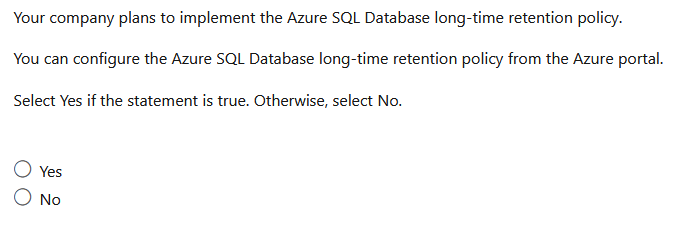 Your company plans to implement the Azure SQL Database long-time retention policy.
You can configure the Azure SQL Database long-time retention policy from the Azure portal.
Select Yes if the statement is true. Otherwise, select No.
Yes
No